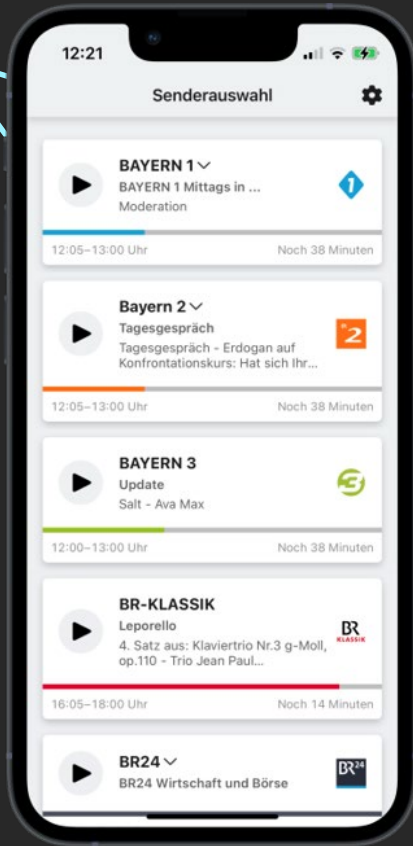 12:21
Senderauswahl
BAYERN 1
BAYERN 1 Mittags in ...
Moderation
1
12:05–13:00 Uhr
Noch 38 Minuten
Bayern 2
Tagesgespräch
Tagesgespräch - Erdogan auf
Konfrontationskurs: Hat sich Ihr...
2
12:05–13:00 Uhr
Noch 38 Minuten
BAYERN 3
Update
Salt - Ava Max
3
12:00–13:00 Uhr
Noch 38 Minuten
BR-KLASSIK
Leporello
4. Satz aus: Klaviertrio Nr.3 g-Moll,
op.110 - Trio Jean Paul...
BR
KLASSIK
16:05–18:00 Uhr
Noch 14 Minuten
BR24
BR24 Wirtschaft und Börse
BR24